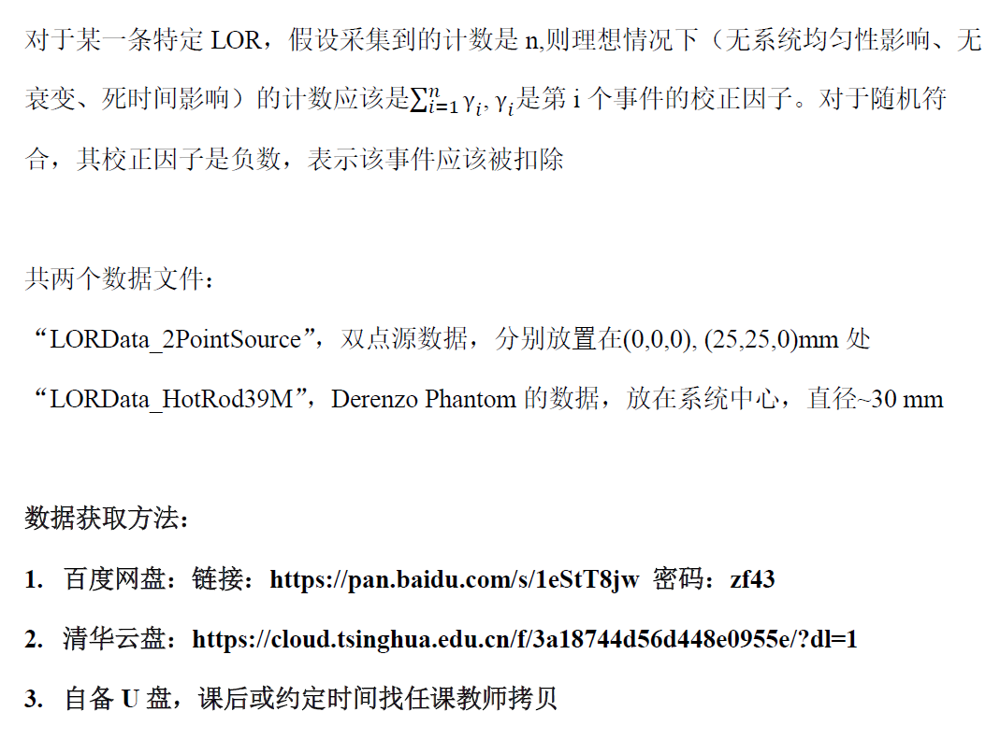 对于某一条特定 LOR，假设采集到的计数是 n,则理想情况下（无系统均匀性影响、无
衰变、死时间影响）的计数应该是∑ⁿᵢ₌₁γᵢ, γᵢ是第 i 个事件的校正因子。对于随机符
合，其校正因子是负数，表示该事件应该被扣除
共两个数据文件：
“LORData_2PointSource”，双点源数据，分别放置在(0,0,0), (25,25,0)mm 处
“LORData_HotRod39M”，Derenzo Phantom 的数据，放在系统中心，直径~30 mm
数据获取方法：
1. 百度网盘：链接：https://pan.baidu.com/s/1eStT8jw 密码：zf43
2. 清华云盘：https://cloud.tsinghua.edu.cn/f/3a18744d56d448e0955e/?dl=1
3. 自备 U 盘，课后或约定时间找任课教师拷贝